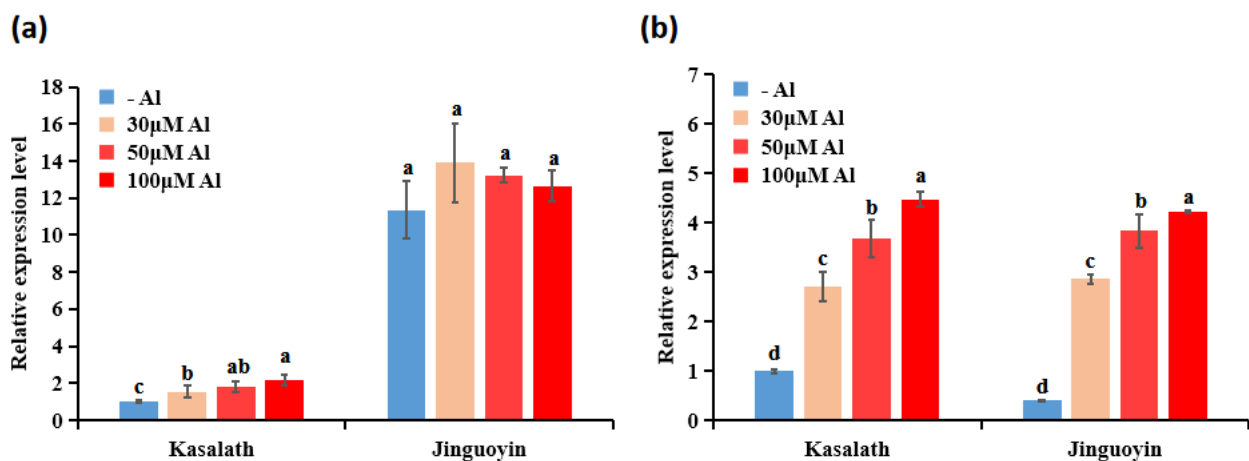 (a)
Relative expression level
18
16
14
12
10
8
6
4
2
0
- Al
30μM Al
50μM Al
100μM Al
c
b
ab
a
a
a
a
a
Kasalath
Jinguoyin
(b)
Relative expression level
7
6
5
4
3
2
1
0
- Al
30μM Al
50μM Al
100μM Al
d
c
b
a
d
c
b
a
Kasalath
Jinguoyin